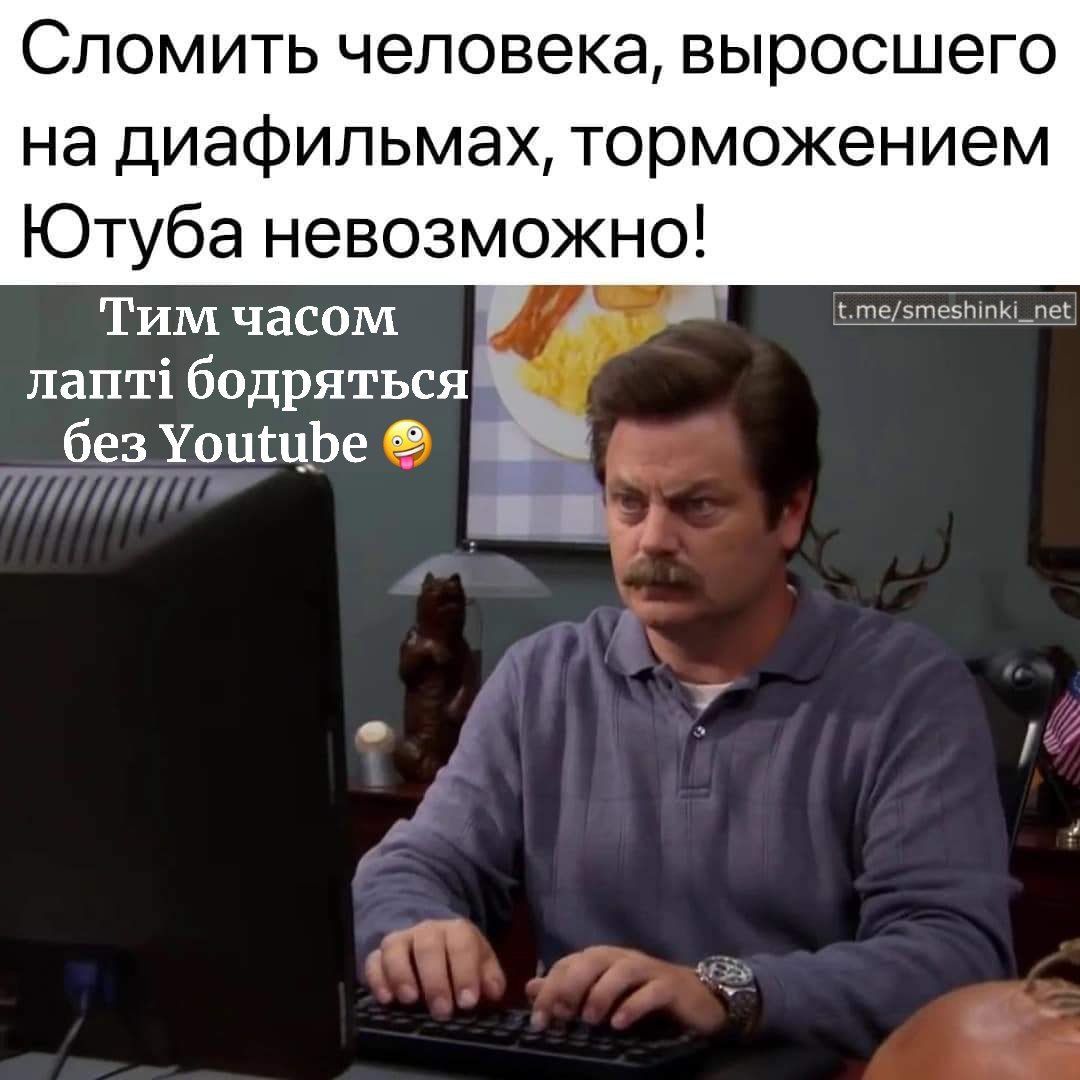 Сломить человека, выросшего
на диафильмах, торможением
Ютуба невозможно!
t.me/smeshinki_net
Тим часом
лапті бодряться
без Youtube 🤪